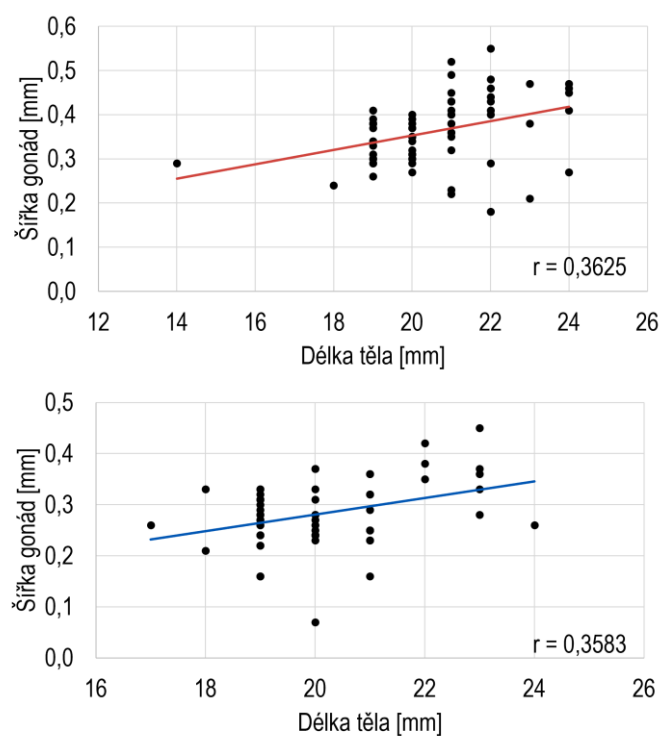 Šířka gonád [mm]
0,6
0,5
0,4
0,3
0,2
0,1
0,0
r = 0,3625
12 14 16 18 20 22 24 26
Délka těla [mm]
Šířka gonád [mm]
0,5
0,4
0,3
0,2
0,1
0,0
r = 0,3583
16 18 20 22 24 26
Délka těla [mm]